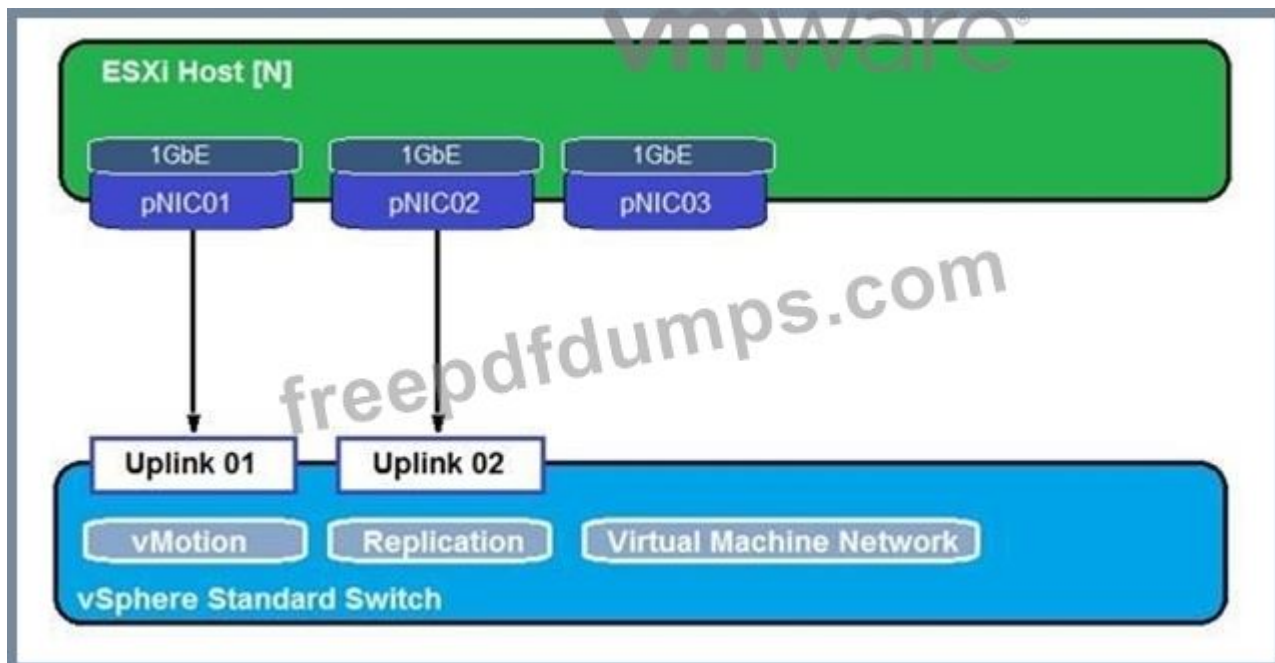 vmware
ESXi Host [N]
1GbE 1GbE 1GbE
pNIC01 pNIC02 pNIC03
freepdfdumps.com
Uplink 01 Uplink 02
vMotion Replication Virtual Machine Network
vSphere Standard Switch